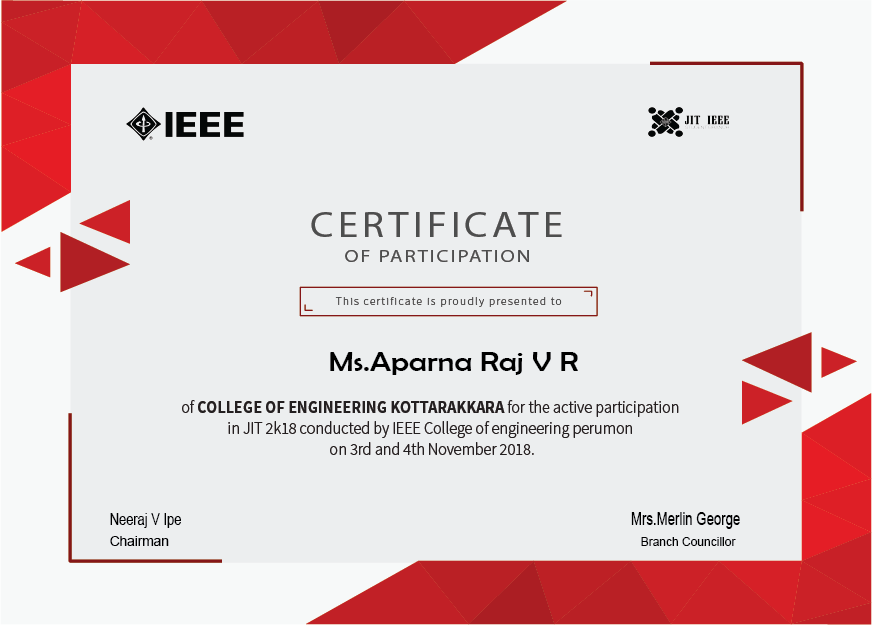 IEEE
JIT IEEE
CERTIFICATE
OF PARTICIPATION
This certificate is proudly presented to
Ms.Aparna Raj V R
of COLLEGE OF ENGINEERING KOTTARAKKARA for the active participation
in JIT 2k18 conducted by IEEE College of engineering perumon
on 3rd and 4th November 2018.
Neeraj V Ipe
Chairman
Mrs.Merlin George
Branch Councillor